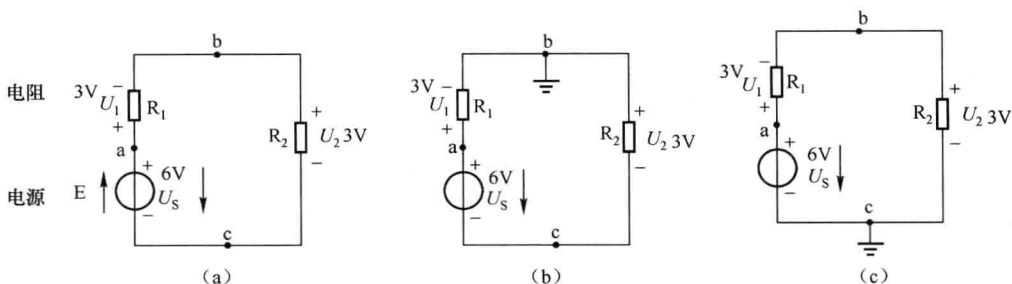 b
b
b
电阻
3V
U₁
−
+
R₁
+
U₂ 3V
−
R₂
3V
U₁
−
+
R₁
+
U₂ 3V
−
R₂
3V
U₁
−
+
R₁
+
U₂ 3V
−
R₂
a
a
a
电源
E
+
6V
Uₛ
−
+
6V
Uₛ
−
+
6V
Uₛ
−
c
c
c
(a)
(b)
(c)